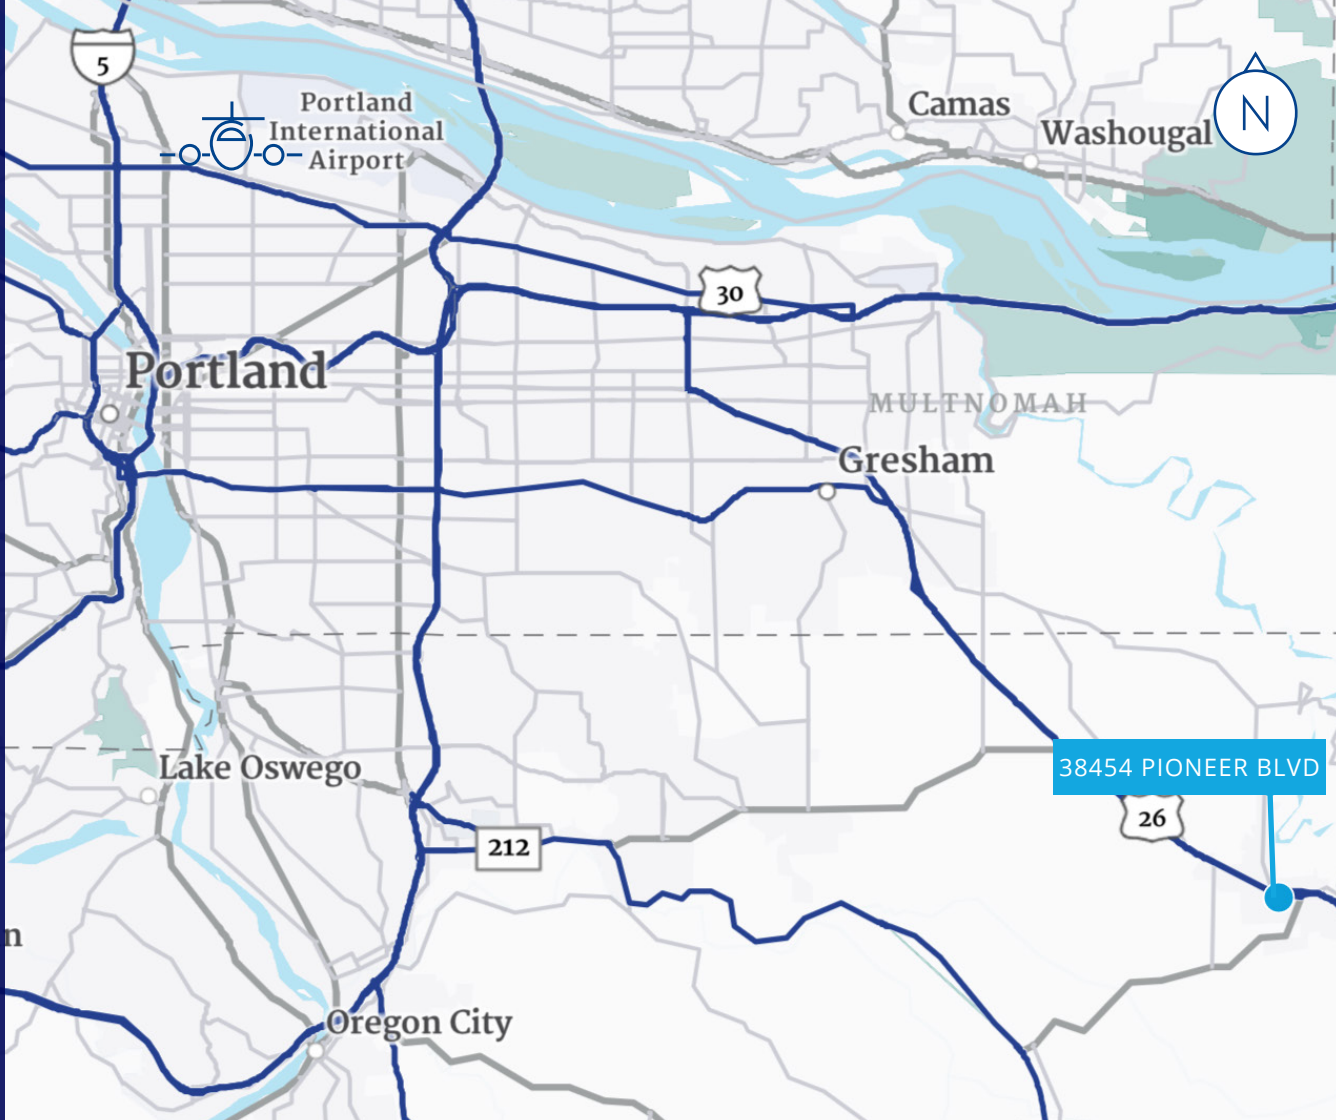 5
Portland
International
Airport
Camas
Washougal
N
30
Portland
MULTNOMAH
Gresham
Lake Oswego
38454 PIONEER BLVD
26
212
n
Oregon City